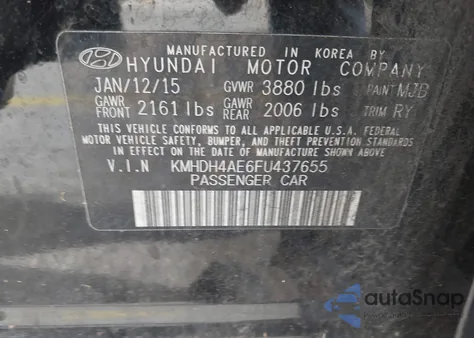 MANUFACTURED IN KOREA BY
HYUNDAI MOTOR COMPANY
JAN/12/15 GVWR 3880 lbs PAINT MJB
GAWR FRONT 2161 lbs GAWR REAR 2006 lbs TRIM RY
THIS VEHICLE CONFORMS TO ALL APPLICABLE U.S.A. FEDERAL
MOTOR VEHICLE SAFETY, BUMPER, AND THEFT PREVENTION STANDARDS
IN EFFECT ON THE DATE OF MANUFACTURE SHOWN ABOVE.
V.I.N KMHDH4AE6FU437655
PASSENGER CAR
autoSnap